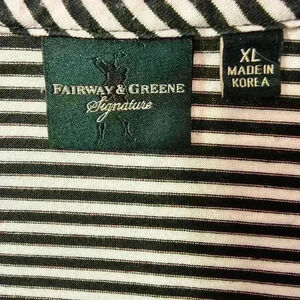 FAIRWAY & GREENE
Signature
XL
MADE IN
KOREA